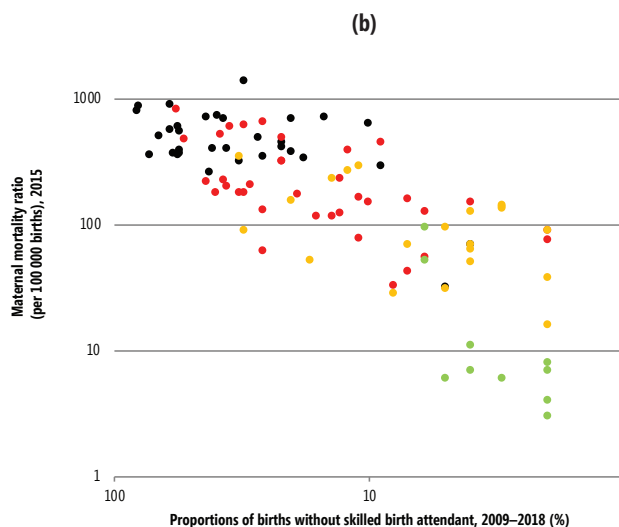 (b)
Maternal mortality ratio
(per 100 000 births), 2015
1000
100
10
1
100
10
Proportions of births without skilled birth attendant, 2009–2018 (%)